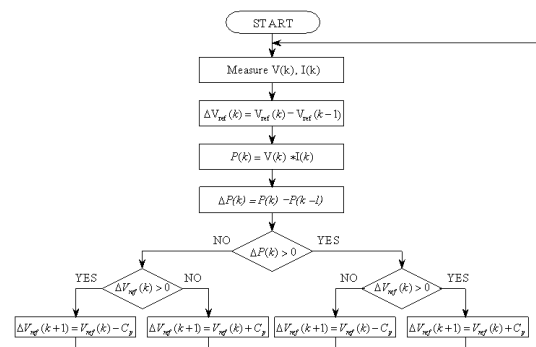 START
Measure V(k), I(k)
ΔV_ref (k) = V_ref (k) − V_ref (k−1)
P(k) = V(k) *I(k)
ΔP(k) = P(k) −P(k −1)
ΔP(k) > 0
NO
YES
YES
ΔV_ref (k) > 0
NO
NO
ΔV_ref (k) > 0
YES
ΔV_ref (k+1) = V_ref (k) − C_p
ΔV_ref (k+1) = V_ref (k) + C_p
ΔV_ref (k+1) = V_ref (k) − C_p
ΔV_ref (k+1) = V_ref (k) + C_p